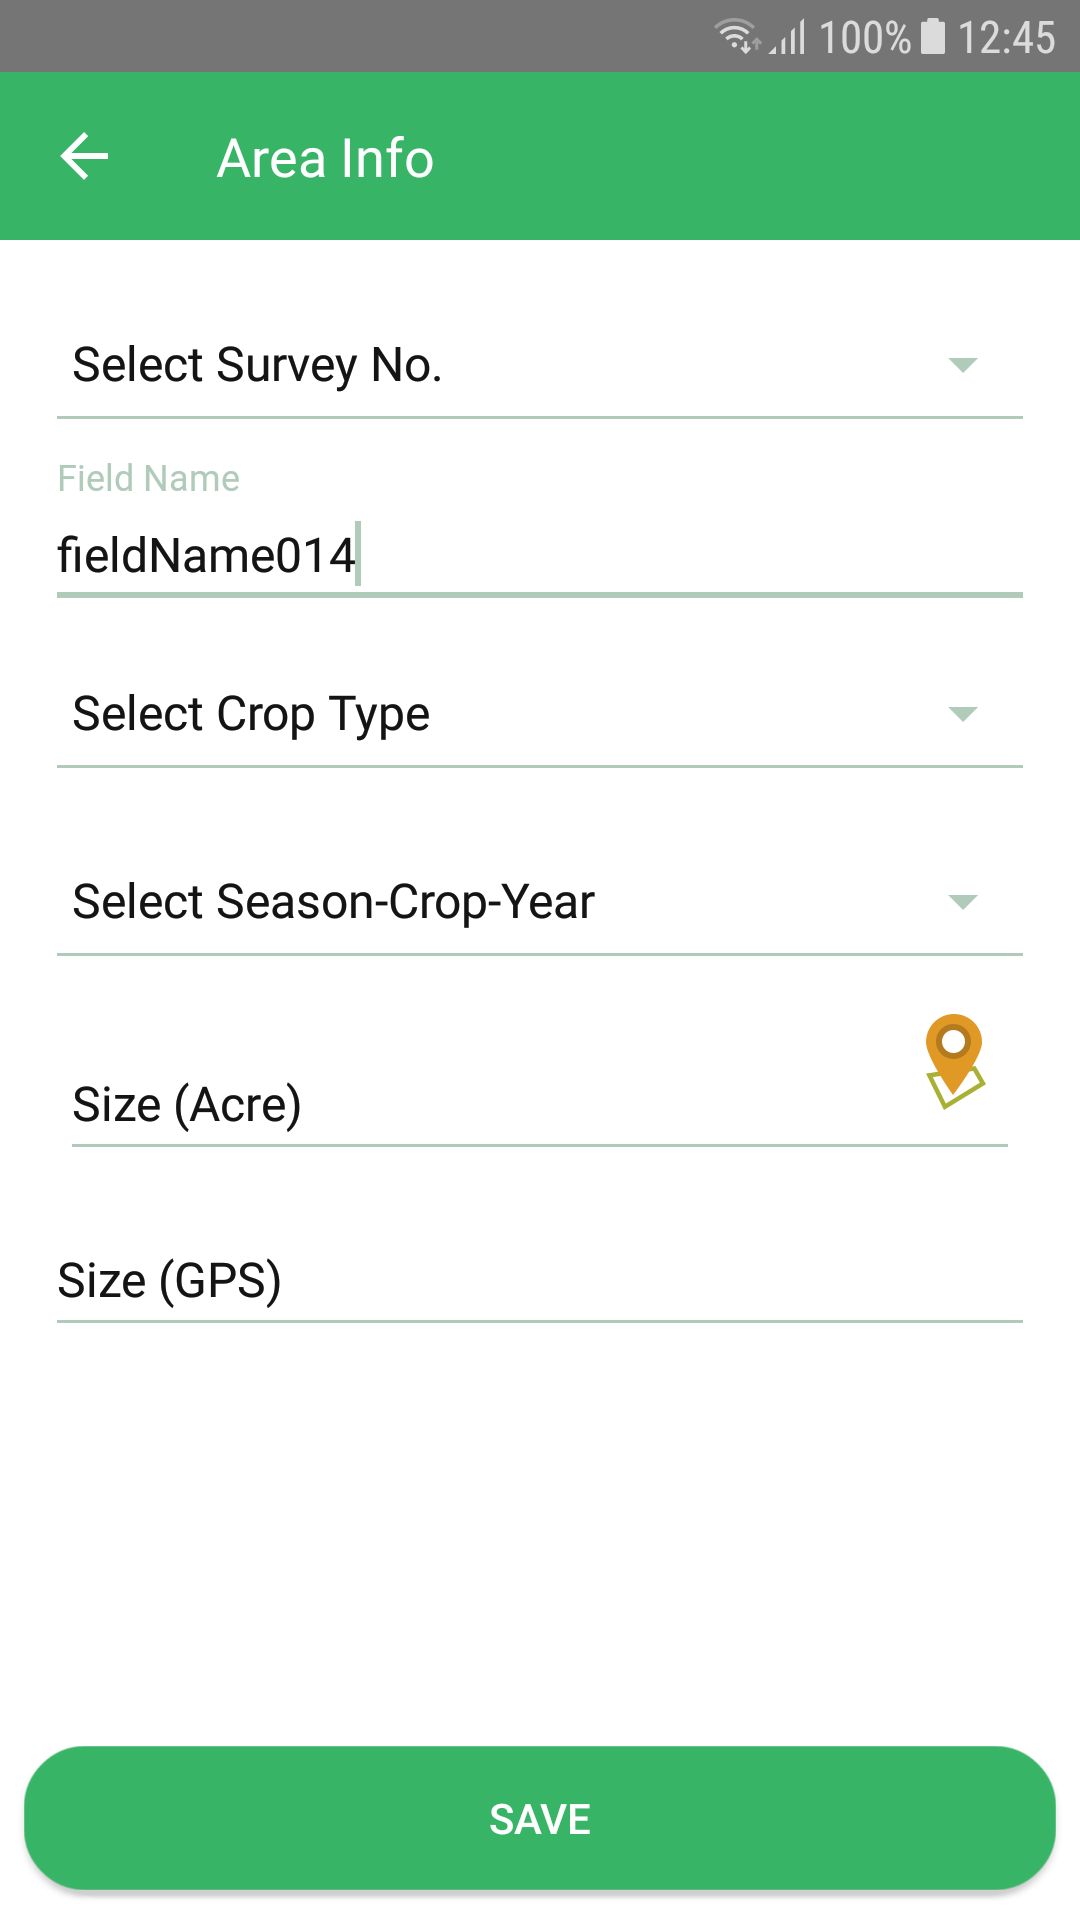 100% 12:45
Area Info
Select Survey No.
Field Name
fieldName014
Select Crop Type
Select Season-Crop-Year
Size (Acre)
Size (GPS)
SAVE